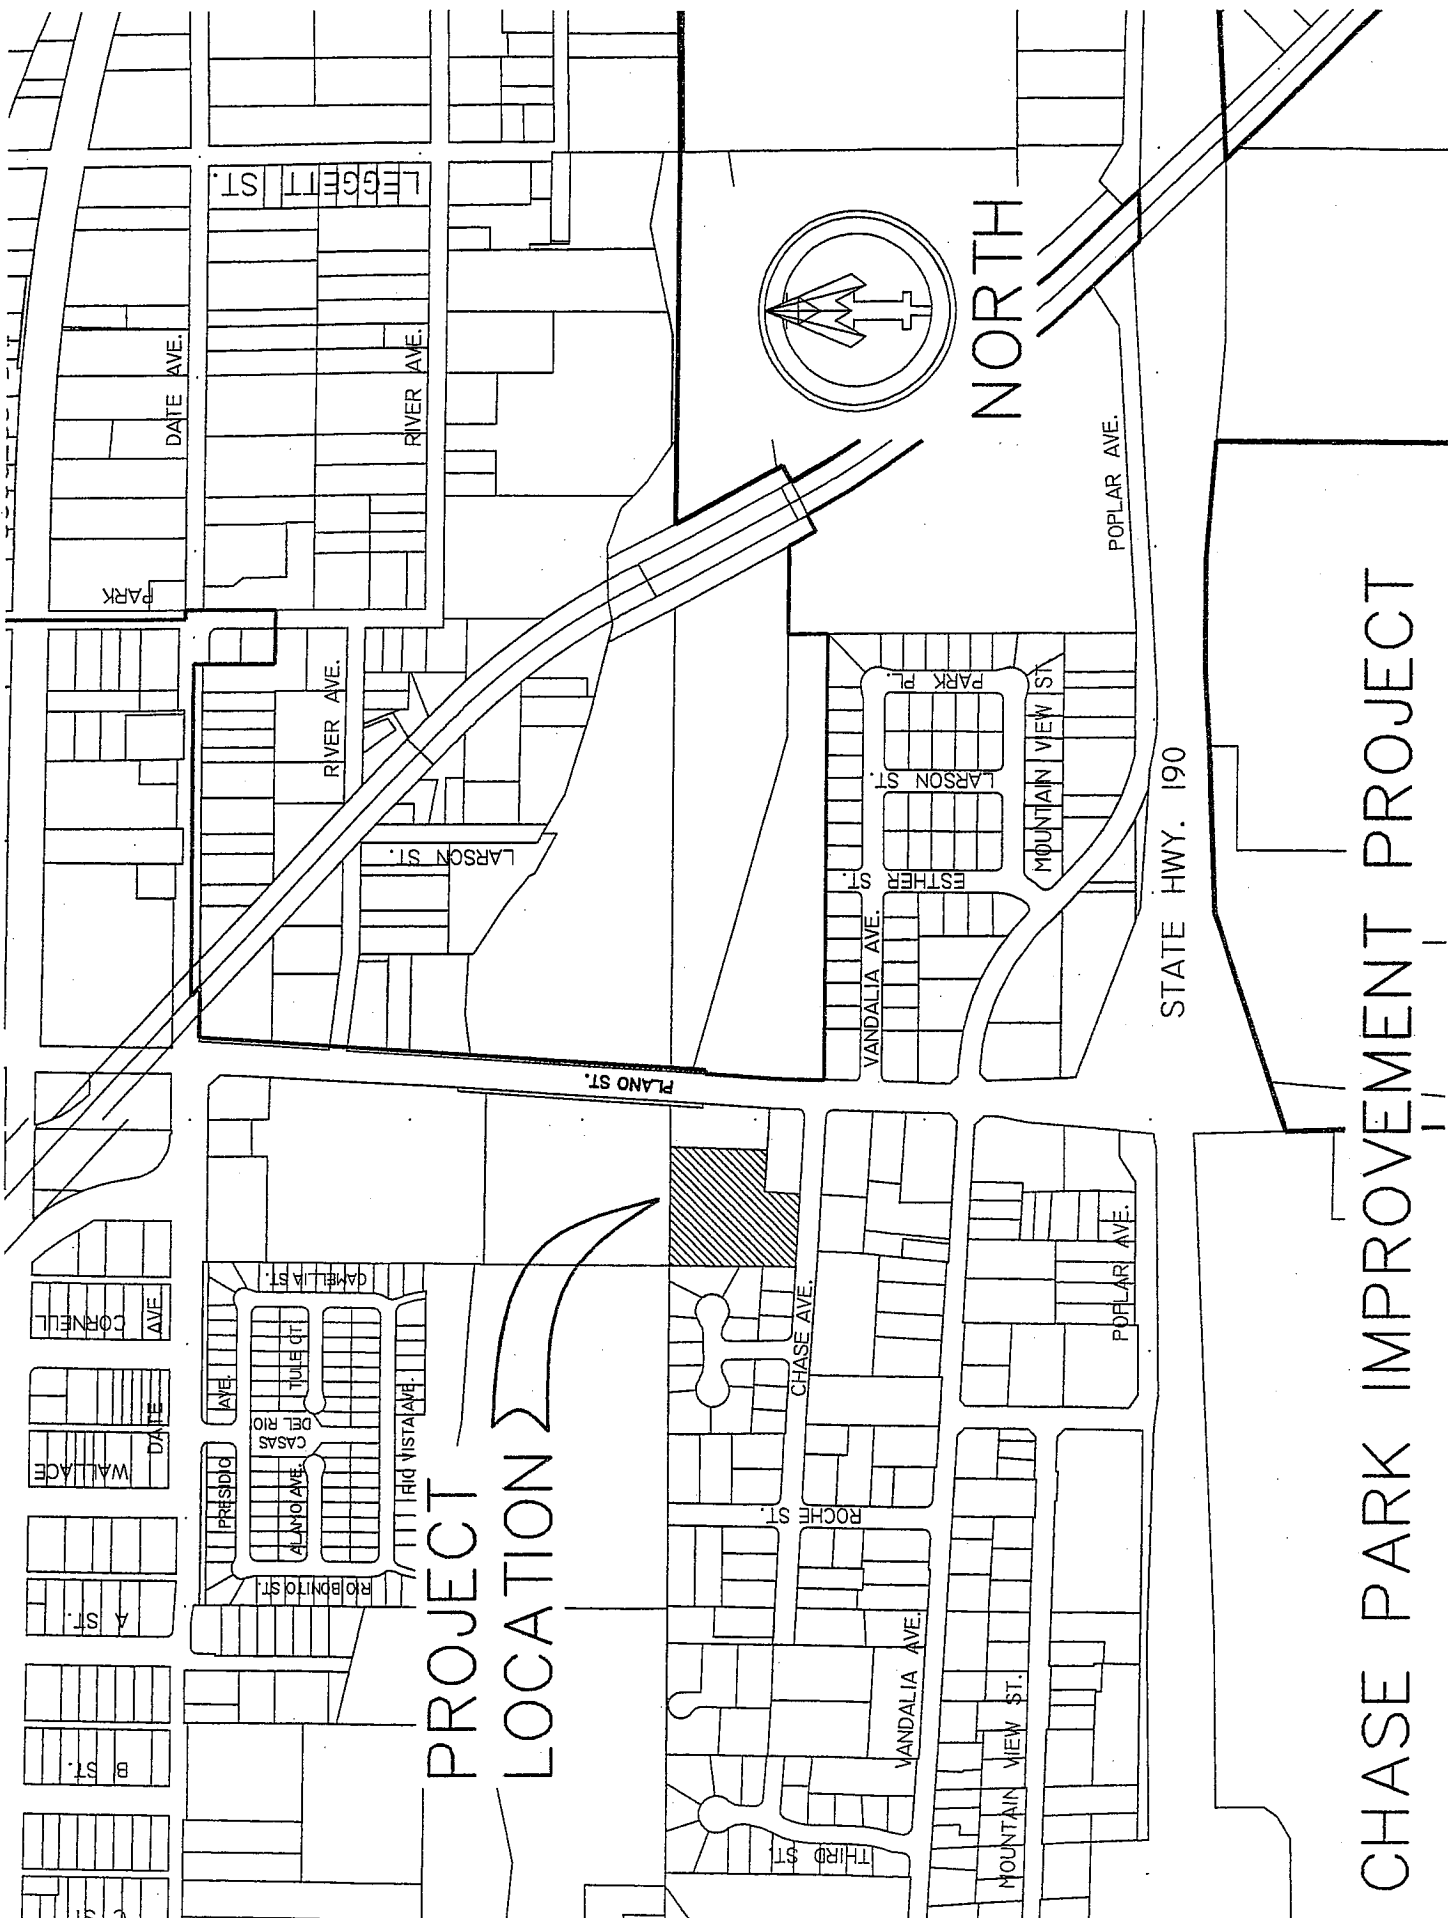 LEGGETT ST.
DATE AVE.
RIVER AVE.
PARK
RIVER AVE.
LARSON ST.
NORTH
POPLAR AVE.
PARK PL.
LARSON ST.
MOUNTAIN VIEW ST.
ESTHER ST.
VANDALIA AVE.
STATE HWY. 190
PLANO ST.
CORNELL
AVE.
WALLACE
DATE
A ST.
B ST.
C ST.
CAMELLIA ST.
TULE CT.
AVE.
CASAS
DEL RIO
PRESIDIO
ALAMO AVE.
RIO VISTA AVE.
RIO BONITO ST.
PROJECT
LOCATION
CHASE AVE.
ROCHE ST.
POPLAR AVE.
VANDALIA AVE.
MOUNTAIN VIEW ST.
THIRD ST.
CHASE PARK IMPROVEMENT PROJECT